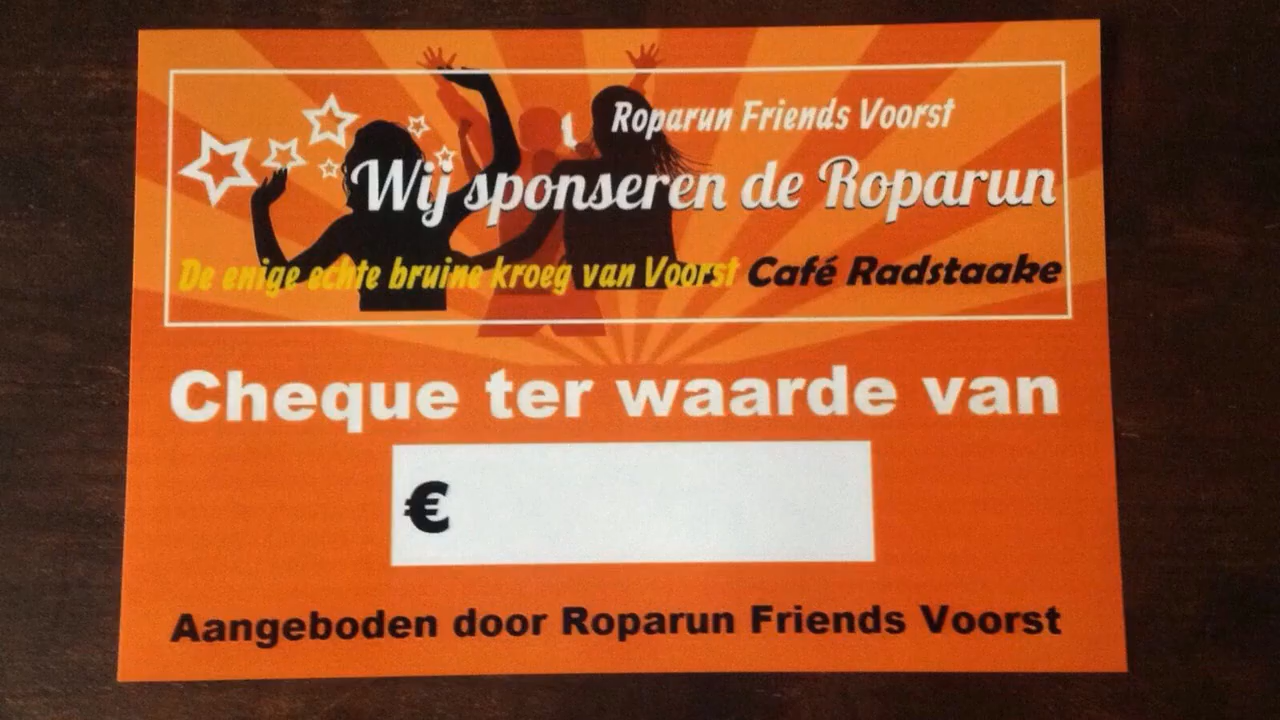 Roparun Friends Voorst
Wij sponseren de Roparun
De enige echte bruine kroeg van Voorst Café Radstaake
Cheque ter waarde van
€
Aangeboden door Roparun Friends Voorst